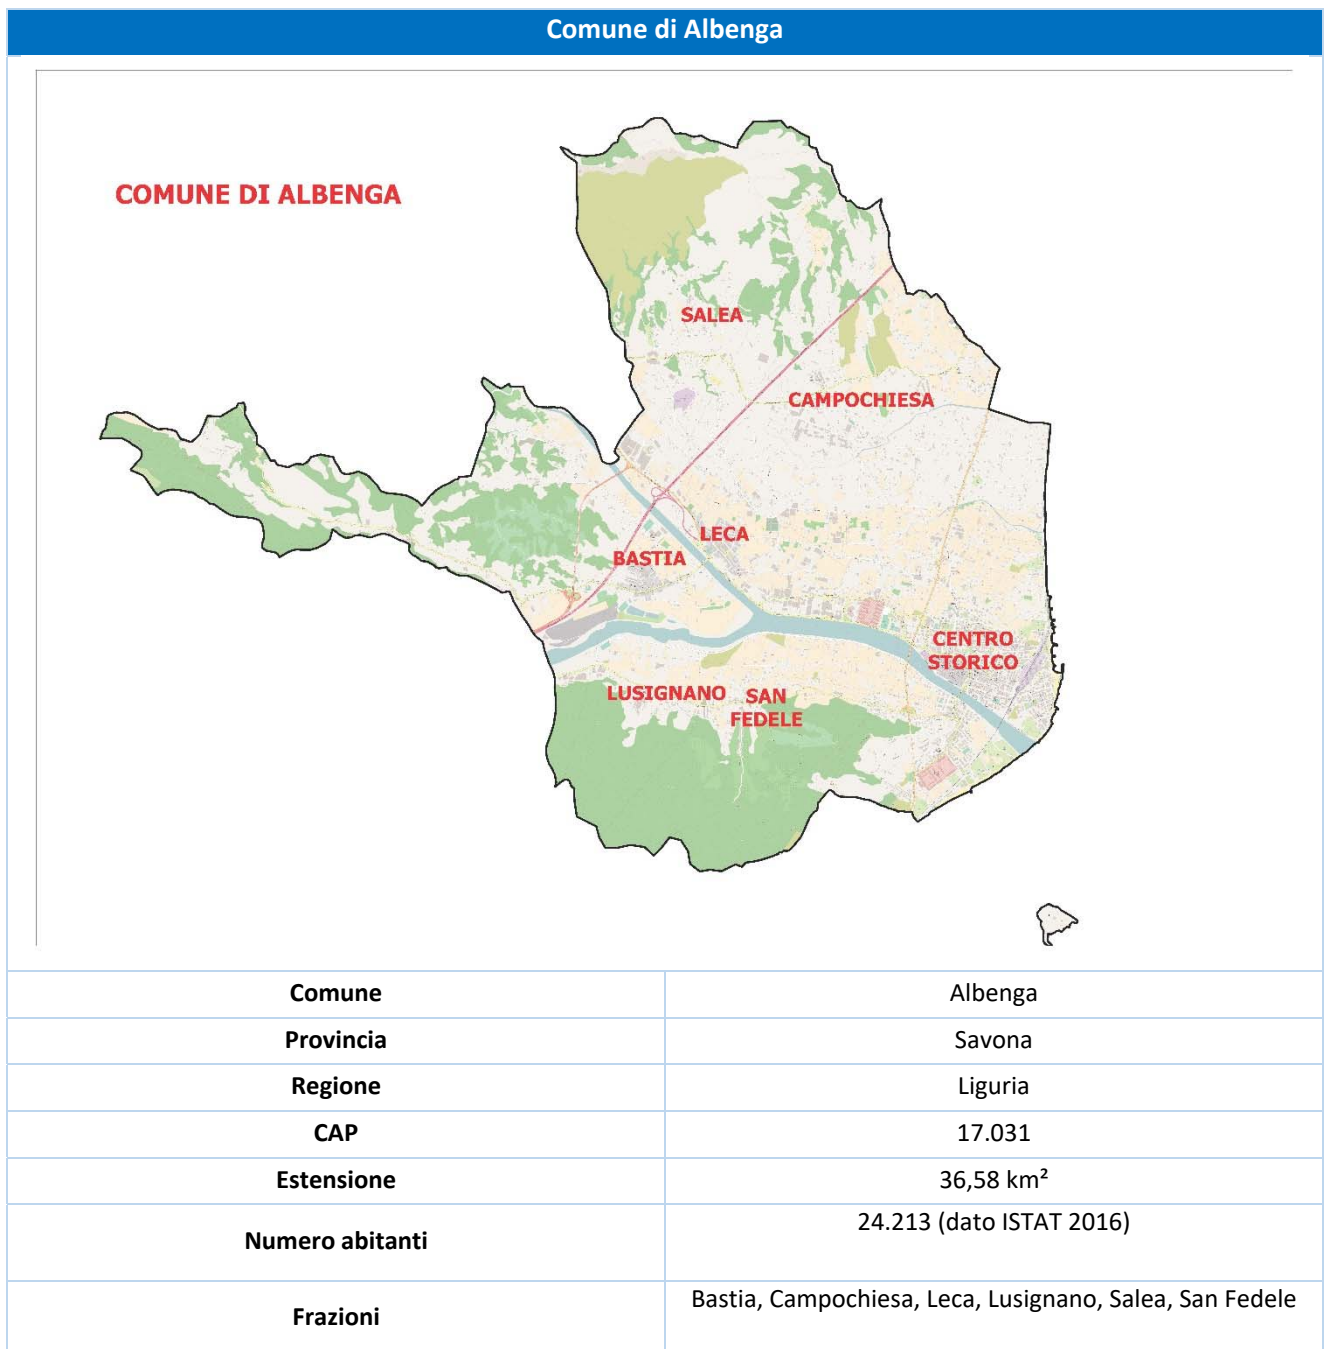 Comune di Albenga
COMUNE DI ALBENGA
SALEA
CAMPOCHIESA
LECA
BASTIA
CENTRO
STORICO
LUSIGNANO
SAN
FEDELE
Comune Albenga
Provincia Savona
Regione Liguria
CAP 17.031
Estensione 36,58 km²
Numero abitanti 24.213 (dato ISTAT 2016)
Frazioni Bastia, Campochiesa, Leca, Lusignano, Salea, San Fedele